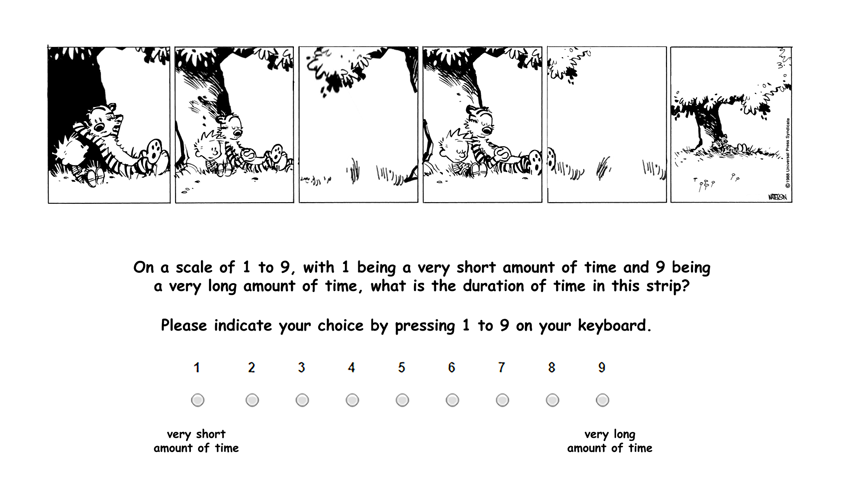 © 1988 Universal Press Syndicate
WATTERSON
On a scale of 1 to 9, with 1 being a very short amount of time and 9 being
a very long amount of time, what is the duration of time in this strip?
Please indicate your choice by pressing 1 to 9 on your keyboard.
1 2 3 4 5 6 7 8 9
very short very long
amount of time amount of time